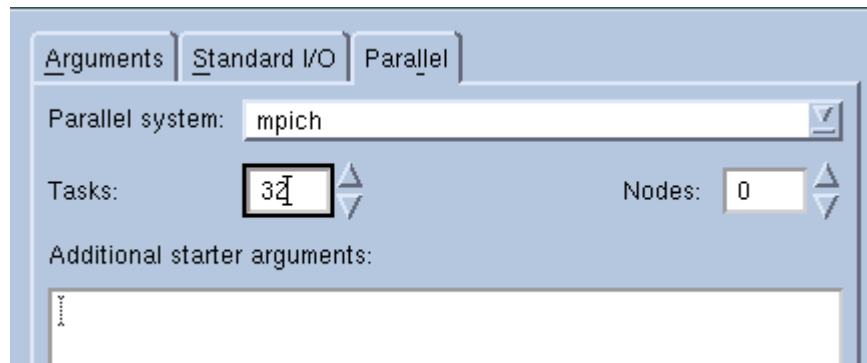 Arguments Standard I/O Parallel
Parallel system: mpich
Tasks: 32 Nodes: 0
Additional starter arguments: